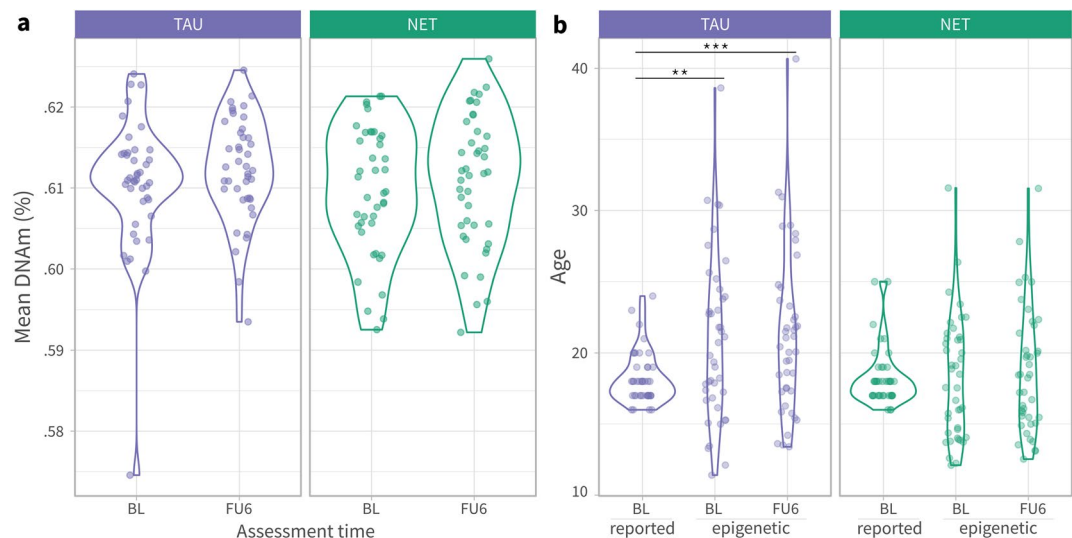 a
TAU
NET
Mean DNAm (%)
.62
.61
.60
.59
.58
BL
FU6
BL
FU6
Assessment time
b
TAU
NET
***
**
Age
40
30
20
10
BL
BL
FU6
reported
epigenetic
BL
BL
FU6
reported
epigenetic